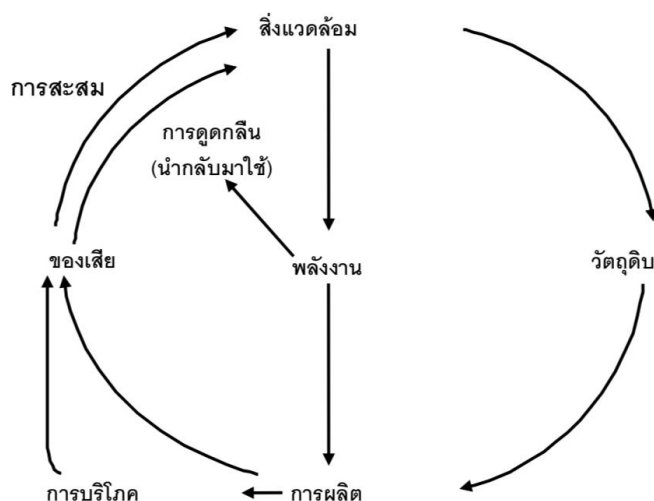 สิ่งแวดล้อม
การสะสม
การดูดกลืน
(นำกลับมาใช้)
ของเสีย
พลังงาน
วัตถุดิบ
การบริโภค
การผลิต